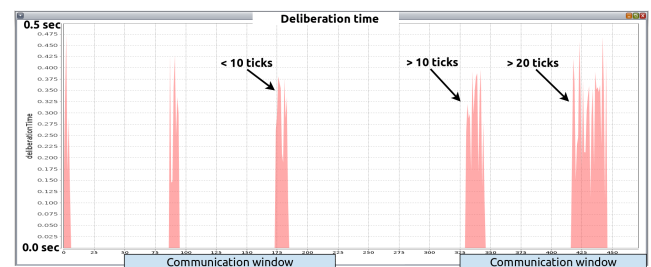 Deliberation time
0.5 sec
0.475
0.450
0.425
0.400
0.375
0.350
0.325
0.300
0.275
0.250
0.225
0.200
0.175
0.150
0.125
0.100
0.075
0.050
0.025
0.0 sec
deliberationTime
< 10 ticks
> 10 ticks
> 20 ticks
0 25 50 75 100 125 150 175 200 225 250 275 300 325 350 375 400 425 450
Communication window
Communication window